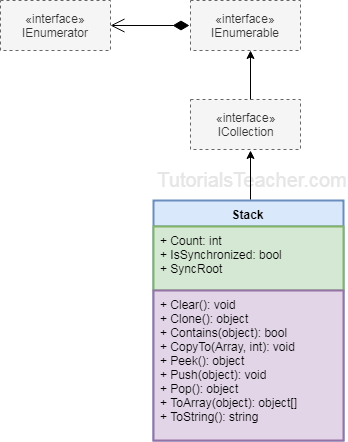 «interface»
IEnumerator
«interface»
IEnumerable
«interface»
ICollection
TutorialsTeacher.com
Stack
+ Count: int
+ IsSynchronized: bool
+ SyncRoot
+ Clear(): void
+ Clone(): object
+ Contains(object): bool
+ CopyTo(Array, int): void
+ Peek(): object
+ Push(object): void
+ Pop(): object
+ ToArray(object): object[]
+ ToString(): string